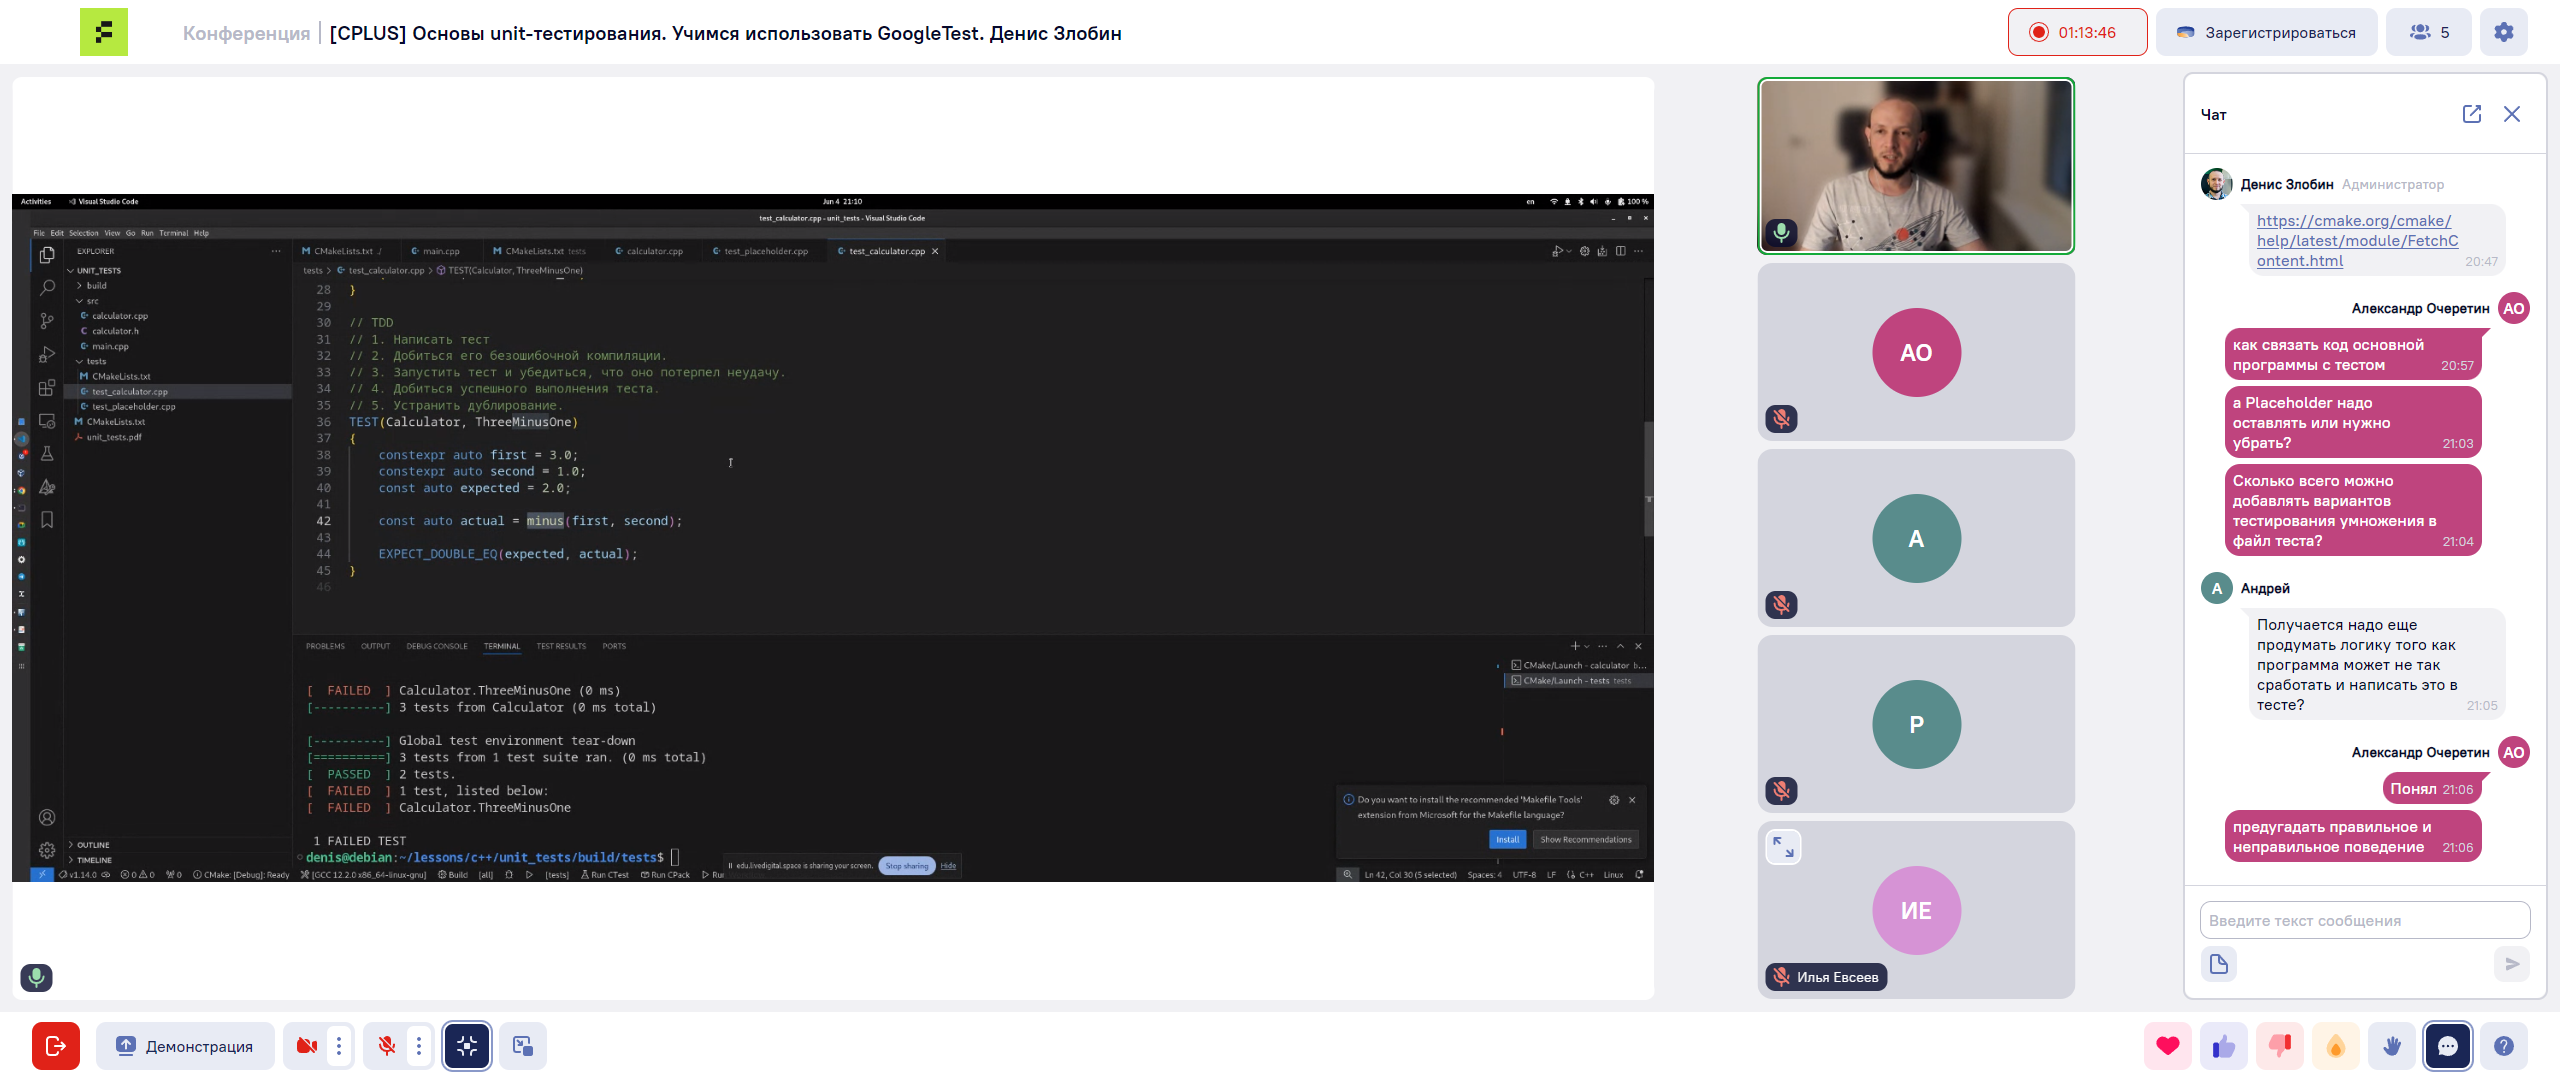 Конференция
[CPLUS] Основы unit-тестирования. Учимся использовать GoogleTest. Денис Злобин
01:13:46
Зарегистрироваться
5
Activities
Visual Studio Code
Jun 4 21:10
en
100 %
test_calculator.cpp - unit_tests - Visual Studio Code
File Edit Selection View Go Run Terminal Help
EXPLORER
UNIT_TESTS
build
src
calculator.cpp
calculator.h
main.cpp
tests
CMakeLists.txt
test_calculator.cpp
test_placeholder.cpp
CMakeLists.txt
unit_tests.pdf
OUTLINE
TIMELINE
CMakeLists.txt ./
main.cpp
CMakeLists.txt tests
calculator.cpp
test_placeholder.cpp
test_calculator.cpp
tests > test_calculator.cpp > TEST(Calculator, ThreeMinusOne)
28 }
29
30 // TDD
31 // 1. Написать тест
32 // 2. Добиться его безошибочной компиляции.
33 // 3. Запустить тест и убедиться, что оно потерпел неудачу.
34 // 4. Добиться успешного выполнения теста.
35 // 5. Устранить дублирование.
36 TEST(Calculator, ThreeMinusOne)
37 {
38 constexpr auto first = 3.0;
39 constexpr auto second = 1.0;
40 const auto expected = 2.0;
41
42 const auto actual = minus(first, second);
43
44 EXPECT_DOUBLE_EQ(expected, actual);
45 }
46
PROBLEMS OUTPUT DEBUG CONSOLE TERMINAL TEST RESULTS PORTS
CMake/Launch - calculator b...
CMake/Launch - tests tests
[  FAILED  ] Calculator.ThreeMinusOne (0 ms)
[----------] 3 tests from Calculator (0 ms total)
[----------] Global test environment tear-down
[==========] 3 tests from 1 test suite ran. (0 ms total)
[  PASSED  ] 2 tests.
[  FAILED  ] 1 test, listed below:
[  FAILED  ] Calculator.ThreeMinusOne
1 FAILED TEST
denis@debian:~/lessons/c++/unit_tests/build/tests$
Do you want to install the recommended 'Makefile Tools'
extension from Microsoft for the Makefile language?
Install
Show Recommendations
edu.livedigital.space is sharing your screen.
Stop sharing
Hide
v1.14.0
0 0
0
CMake: [Debug]: Ready
[GCC 12.2.0 x86_64-linux-gnu]
Build
[all]
[tests]
Run CTest
Run CPack
Ln 42, Col 30 (5 selected)
Spaces: 4
UTF-8
LF
C++
Linux
АО
А
Р
ИЕ
Илья Евсеев
Чат
Денис Злобин Администратор
https://cmake.org/cmake/
help/latest/module/FetchC
ontent.html 20:47
Александр Очеретин АО
как связать код основной
программы с тестом 20:57
а Placeholder надо
оставлять или нужно
убрать? 21:03
Сколько всего можно
добавлять вариантов
тестирования умножения в
файл теста? 21:04
А Андрей
Получается надо еще
продумать логику того как
программа может не так
сработать и написать это в
тесте? 21:05
Александр Очеретин АО
Понял 21:06
предугадать правильное и
неправильное поведение 21:06
Введите текст сообщения
Демонстрация